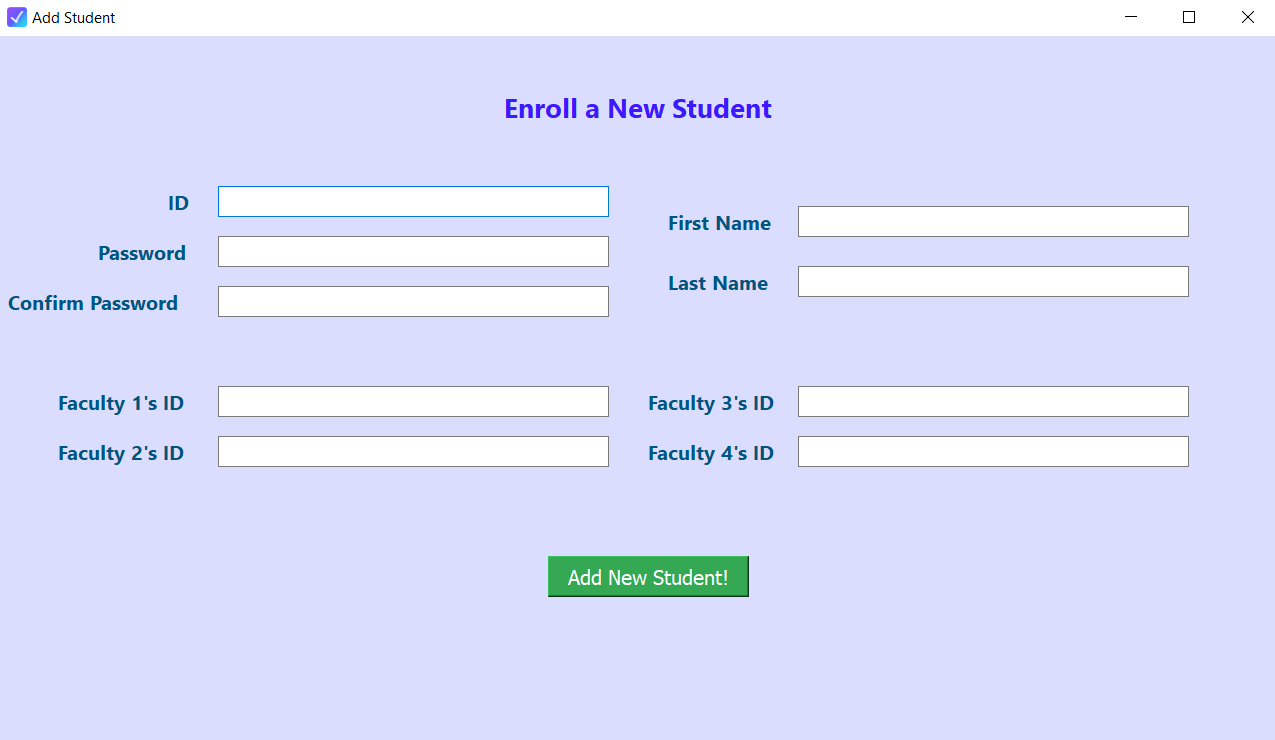 Add Student
Enroll a New Student
ID
Password
Confirm Password
First Name
Last Name
Faculty 1's ID
Faculty 2's ID
Faculty 3's ID
Faculty 4's ID
Add New Student!